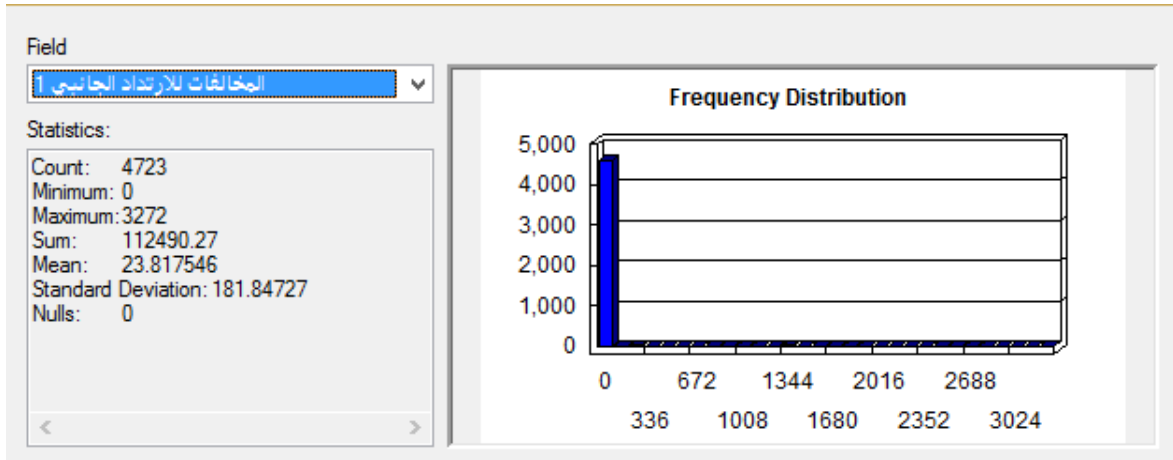 Field
المخالفات للارتداد الجانبي 1
Statistics:
Count: 4723
Minimum: 0
Maximum: 3272
Sum: 112490.27
Mean: 23.817546
Standard Deviation: 181.84727
Nulls: 0
Frequency Distribution
5,000
4,000
3,000
2,000
1,000
0
0 672 1344 2016 2688
336 1008 1680 2352 3024